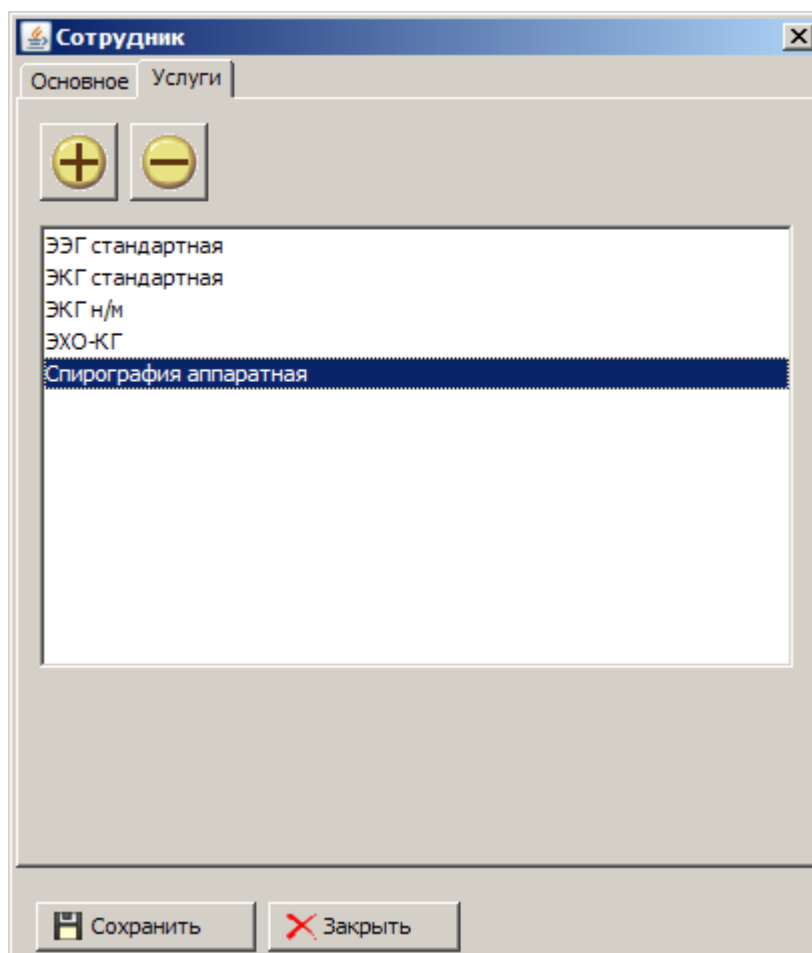 Сотрудник
Основное Услуги
ЭЭГ стандартная
ЭКГ стандартная
ЭКГ н/м
ЭХО-КГ
Спирография аппаратная
Сохранить Закрыть